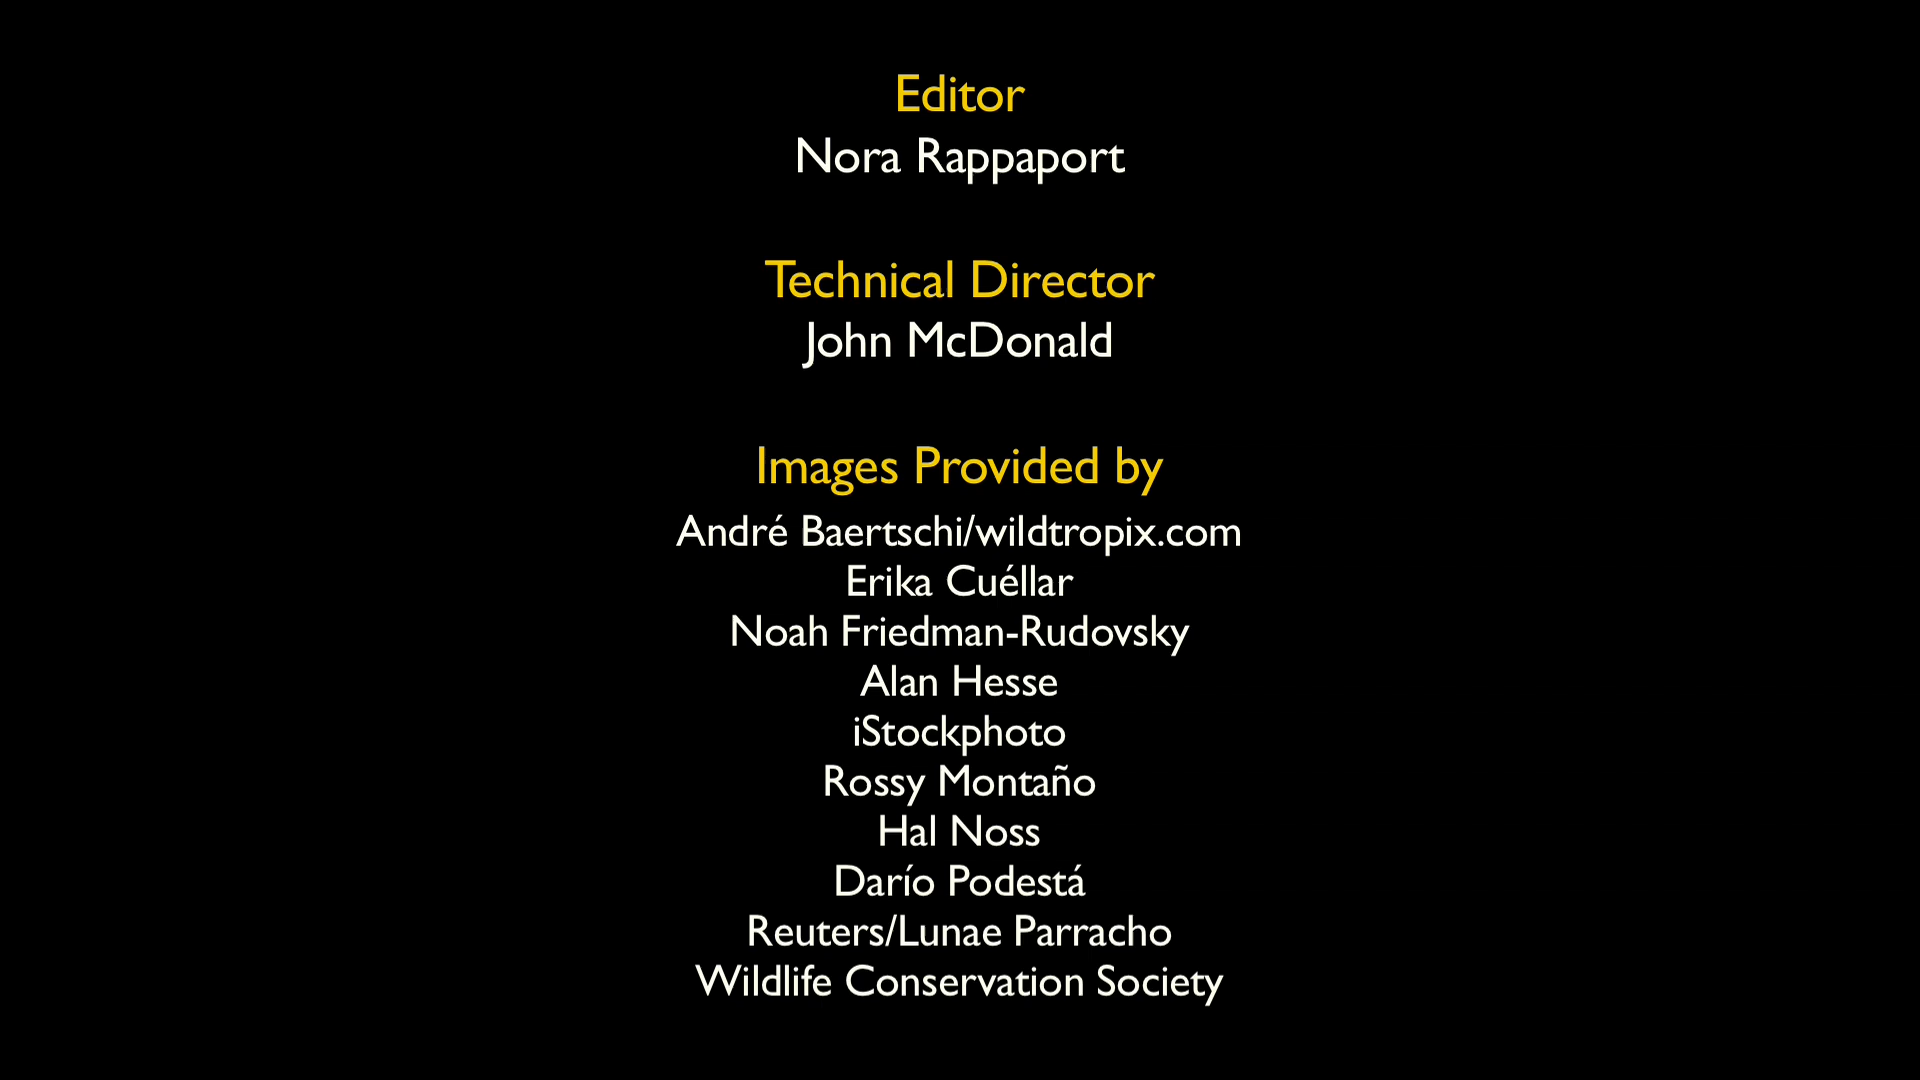 Editor
Nora Rappaport
Technical Director
John McDonald
Images Provided by
André Baertschi/wildtropix.com
Erika Cuéllar
Noah Friedman-Rudovsky
Alan Hesse
iStockphoto
Rossy Montaño
Hal Noss
Darío Podestá
Reuters/Lunae Parracho
Wildlife Conservation Society